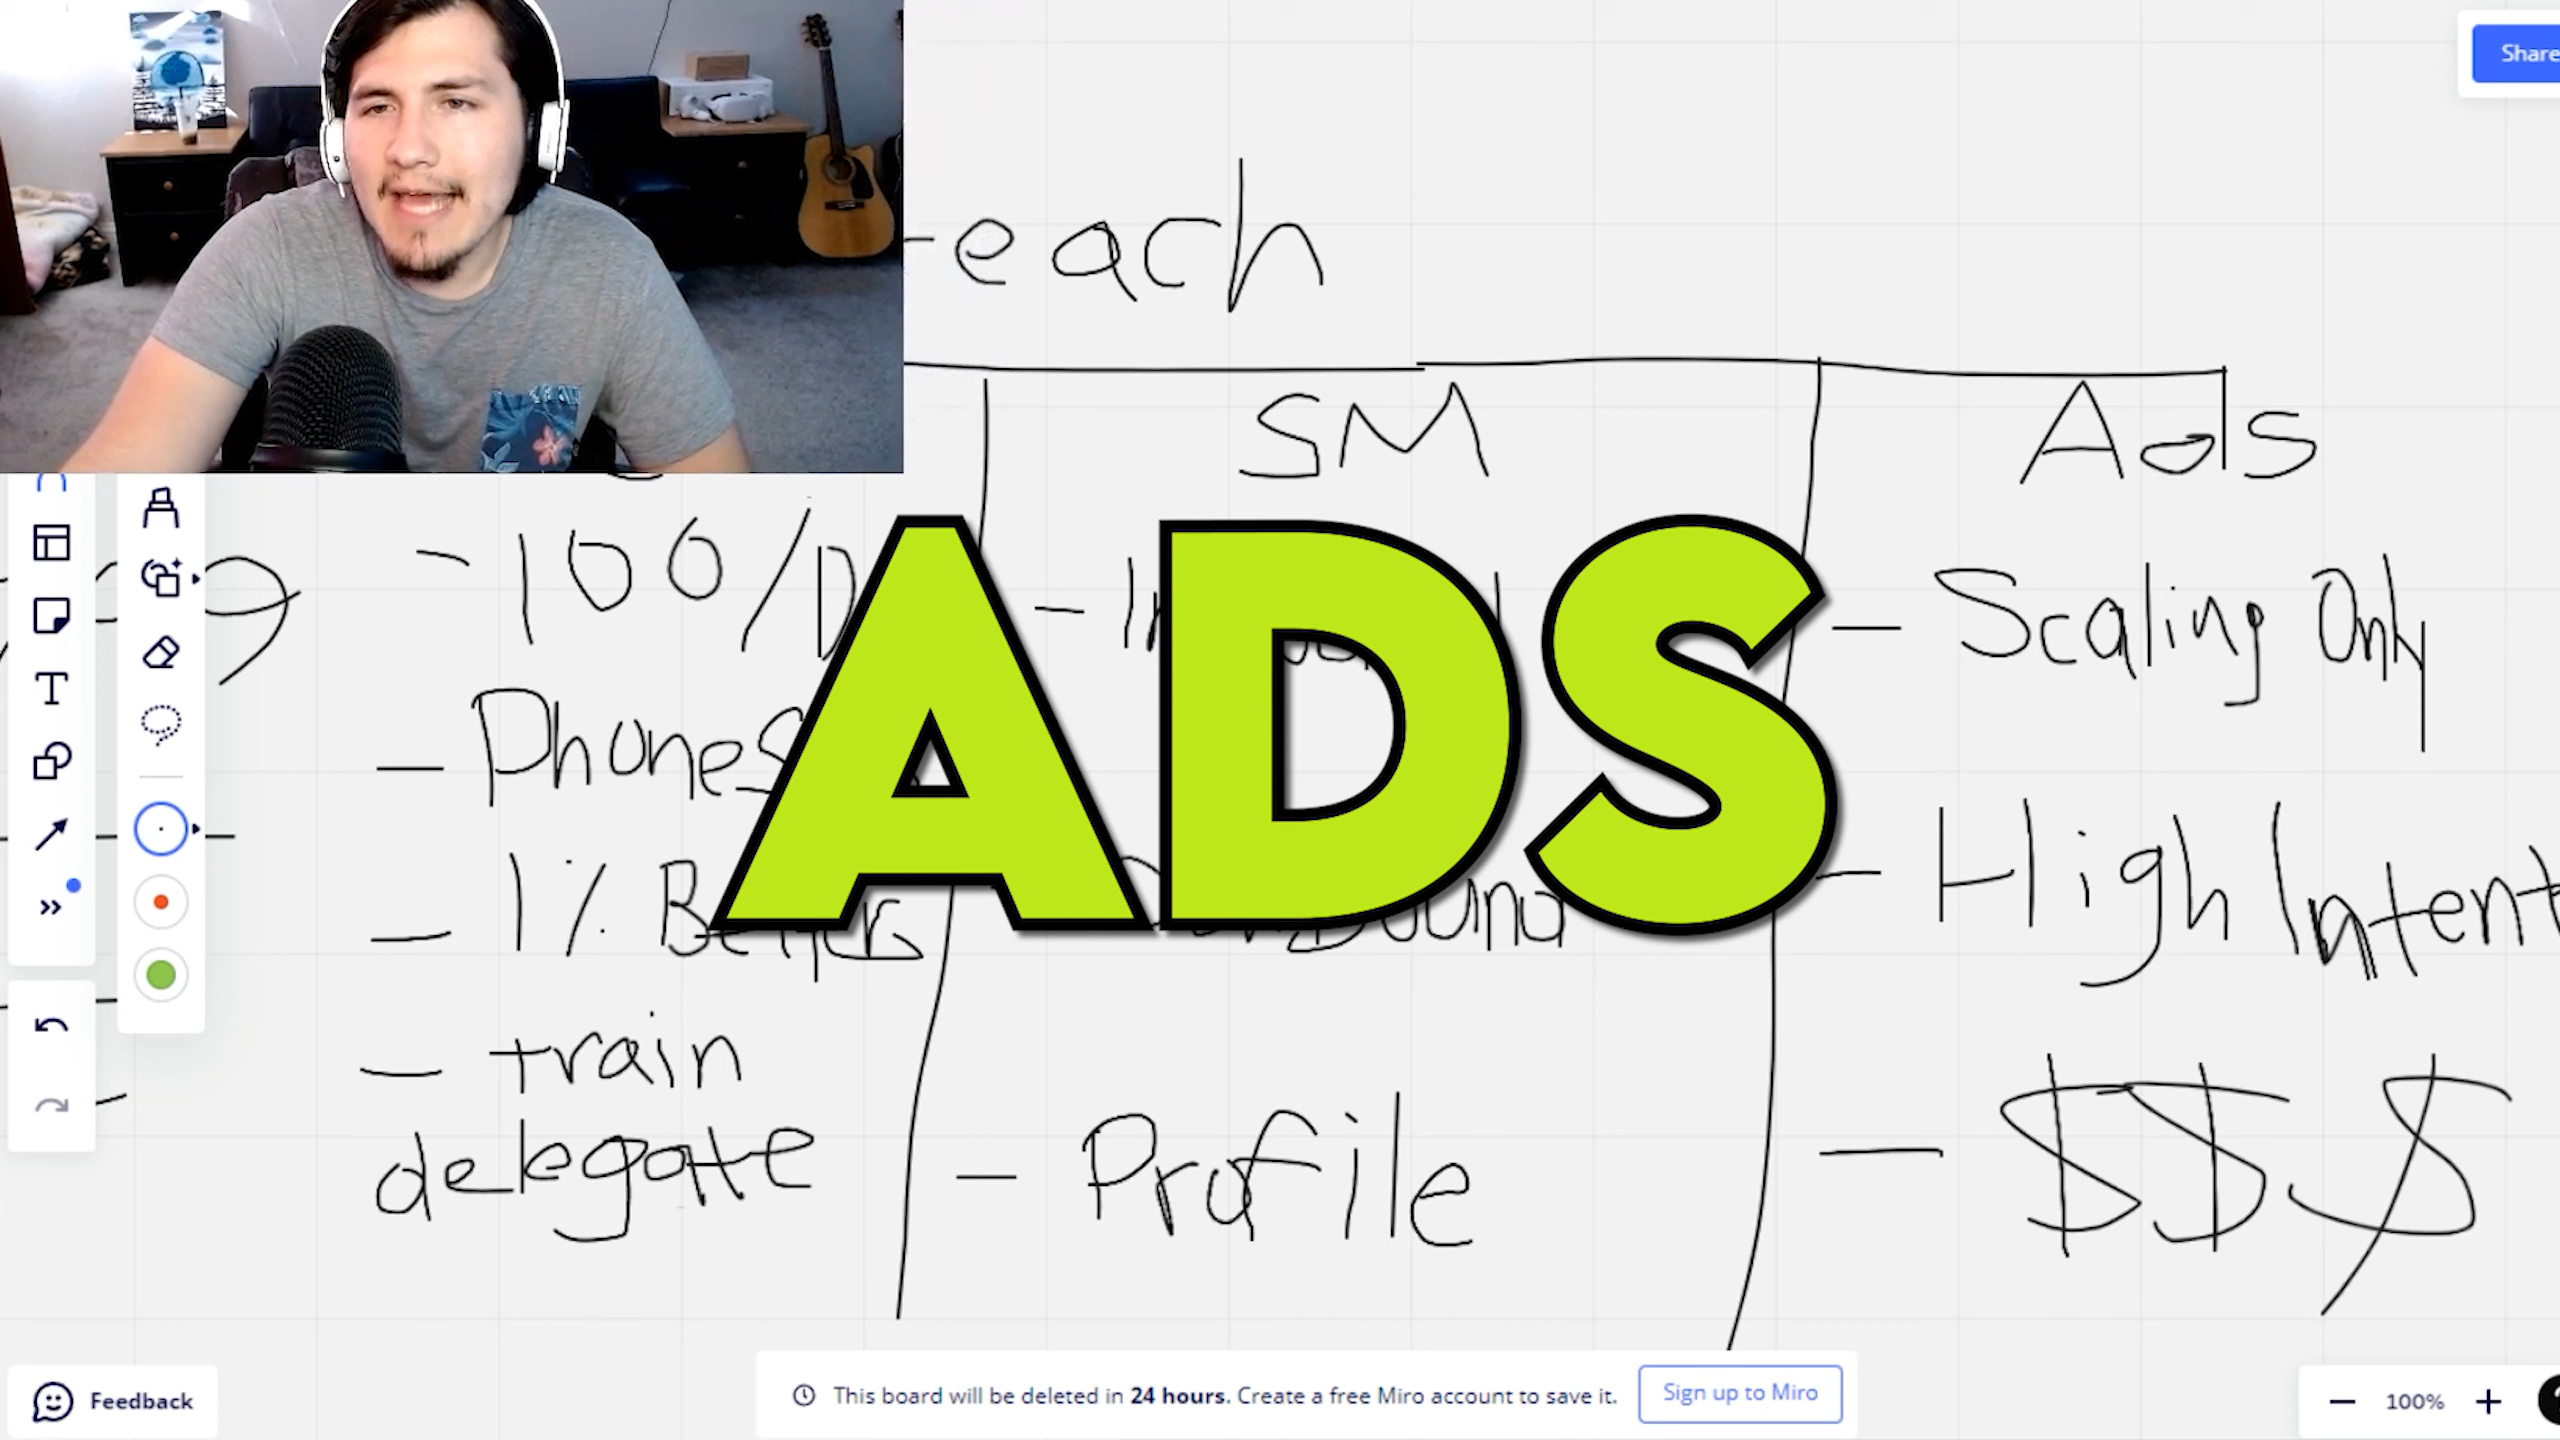 Share
each
SM
Ads
- 100/D
- Scaling Only
- Phones
ADS
- 1%
- High Intent
- train
delegate
- Profile
- $$$
Feedback
This board will be deleted in 24 hours. Create a free Miro account to save it.
Sign up to Miro
100%